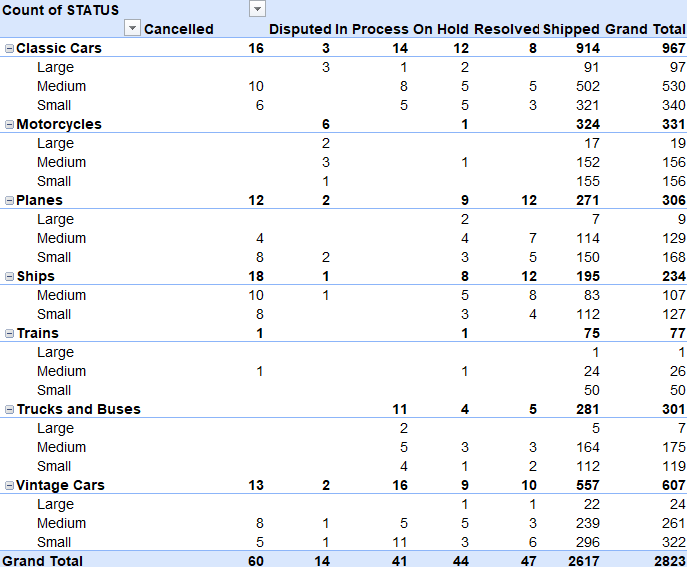 Count of STATUS
Cancelled Disputed In Process On Hold Resolved Shipped Grand Total
Classic Cars 16 3 14 12 8 914 967
Large 3 1 2 91 97
Medium 10 8 5 5 502 530
Small 6 5 5 3 321 340
Motorcycles 6 1 324 331
Large 2 17 19
Medium 3 1 152 156
Small 1 155 156
Planes 12 2 9 12 271 306
Large 2 7 9
Medium 4 4 7 114 129
Small 8 2 3 5 150 168
Ships 18 1 8 12 195 234
Medium 10 1 5 8 83 107
Small 8 3 4 112 127
Trains 1 1 75 77
Large 1 1
Medium 1 1 24 26
Small 50 50
Trucks and Buses 11 4 5 281 301
Large 2 5 7
Medium 5 3 3 164 175
Small 4 1 2 112 119
Vintage Cars 13 2 16 9 10 557 607
Large 1 1 22 24
Medium 8 1 5 5 3 239 261
Small 5 1 11 3 6 296 322
Grand Total 60 14 41 44 47 2617 2823